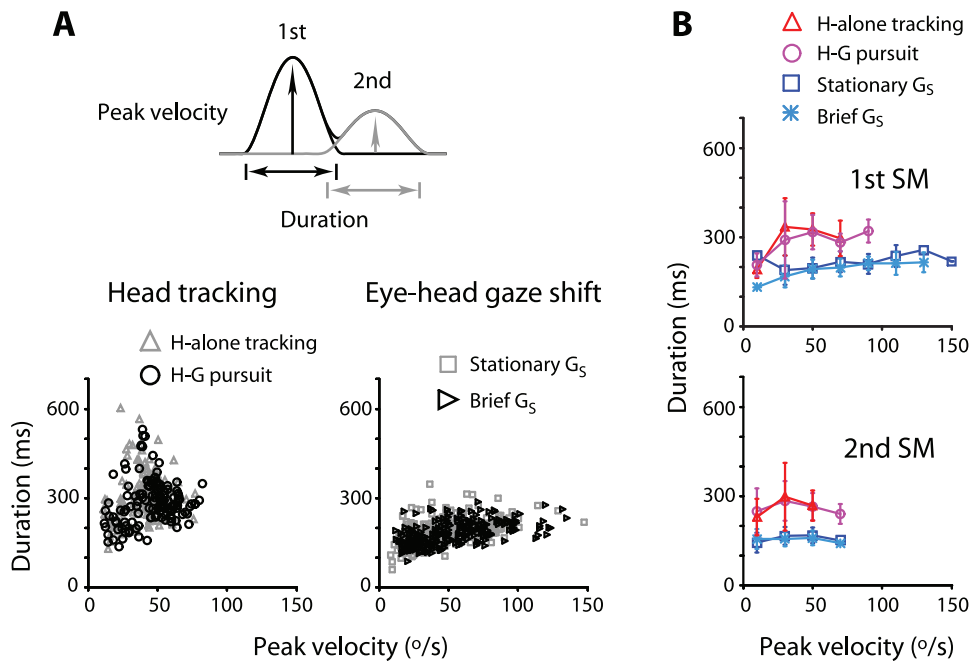 A
1st
2nd
Peak velocity
Duration
Head tracking
H-alone tracking
H-G pursuit
Duration (ms)
600
300
0
0
50
100
150
Eye-head gaze shift
Stationary GS
Brief GS
600
300
0
0
50
100
150
Peak velocity (º/s)
B
H-alone tracking
H-G pursuit
Stationary GS
Brief GS
1st SM
600
300
0
0
50
100
150
Duration (ms)
2nd SM
600
300
0
0
50
100
150
Peak velocity (º/s)